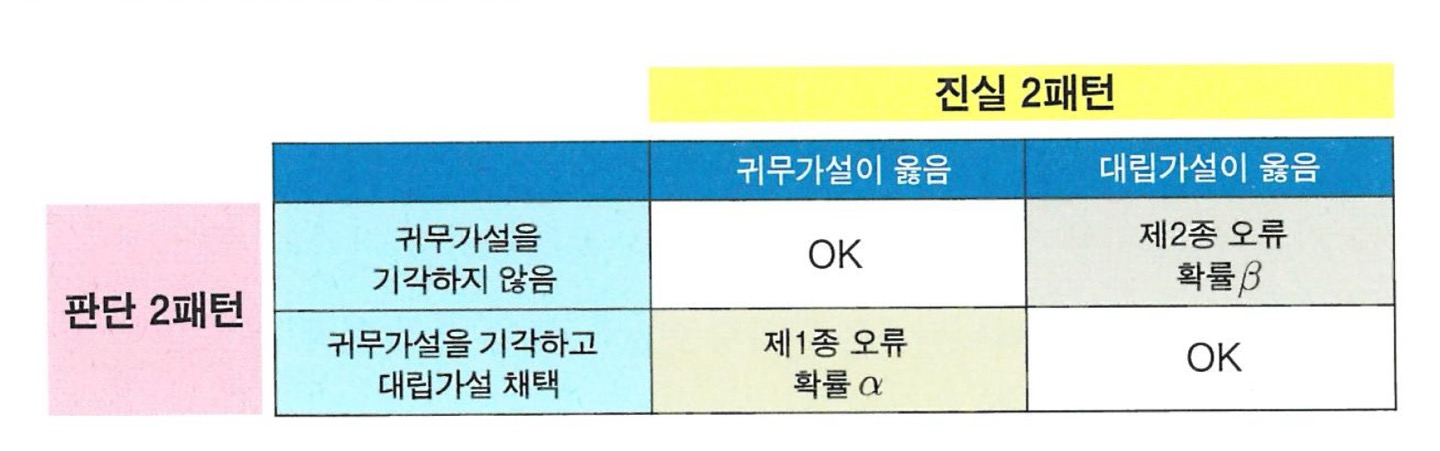 진실 2패턴
귀무가설이 옳음
대립가설이 옳음
판단 2패턴
귀무가설을
기각하지 않음
OK
제2종 오류
확률 β
귀무가설을 기각하고
대립가설 채택
제1종 오류
확률 α
OK